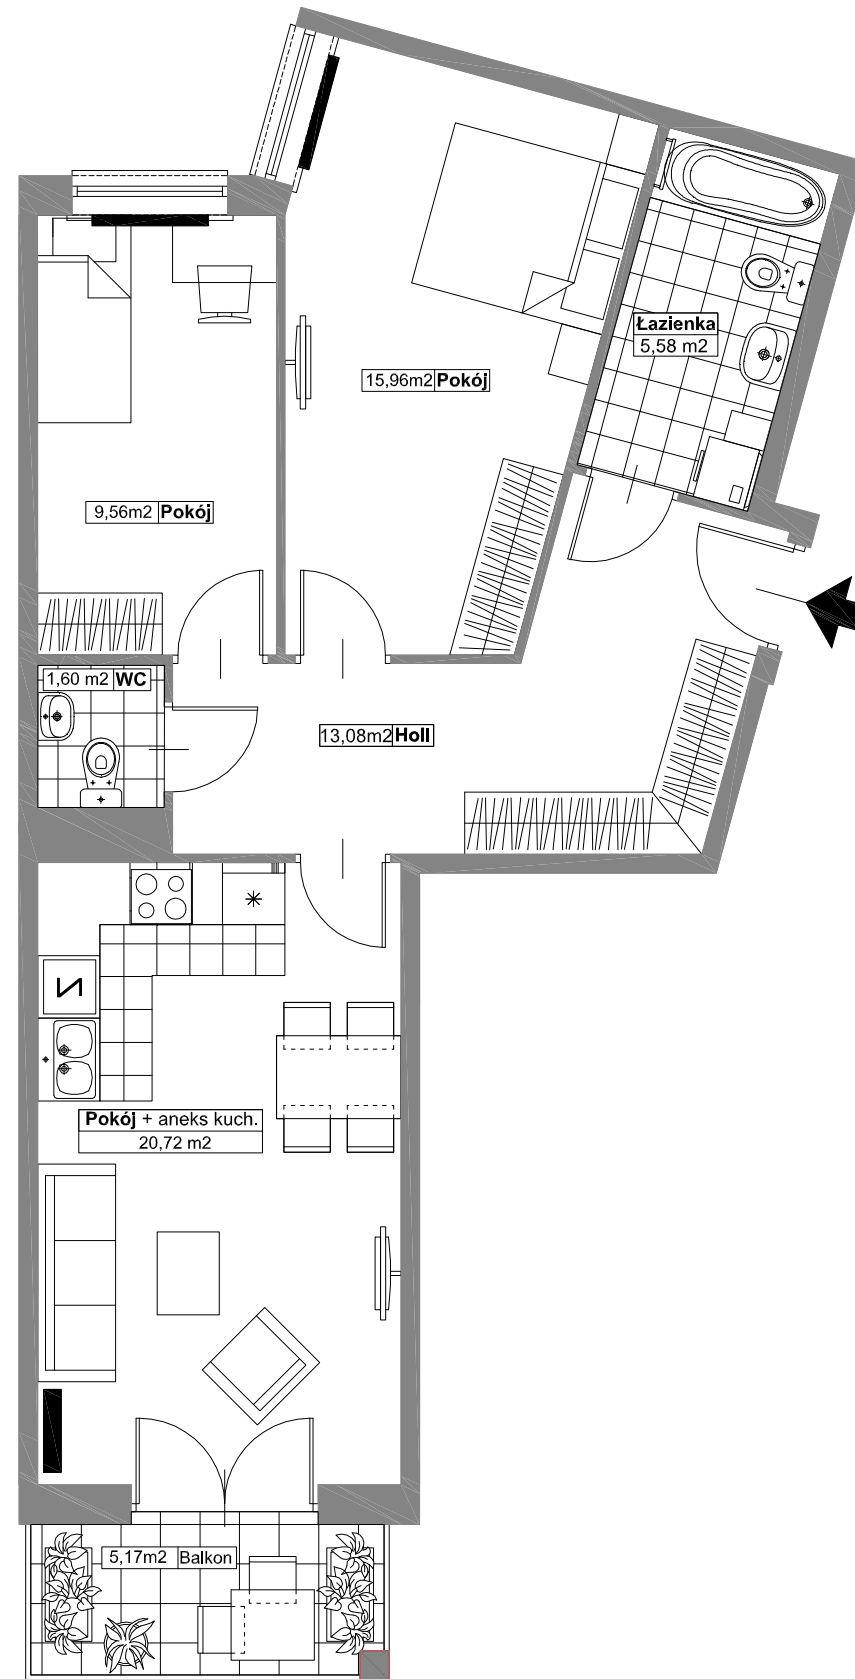 Łazienka
5,58 m2
15,96m2 Pokój
9,56m2 Pokój
1,60 m2 WC
13,08m2 Holl
Pokój + aneks kuch.
20,72 m2
5,17m2 Balkon